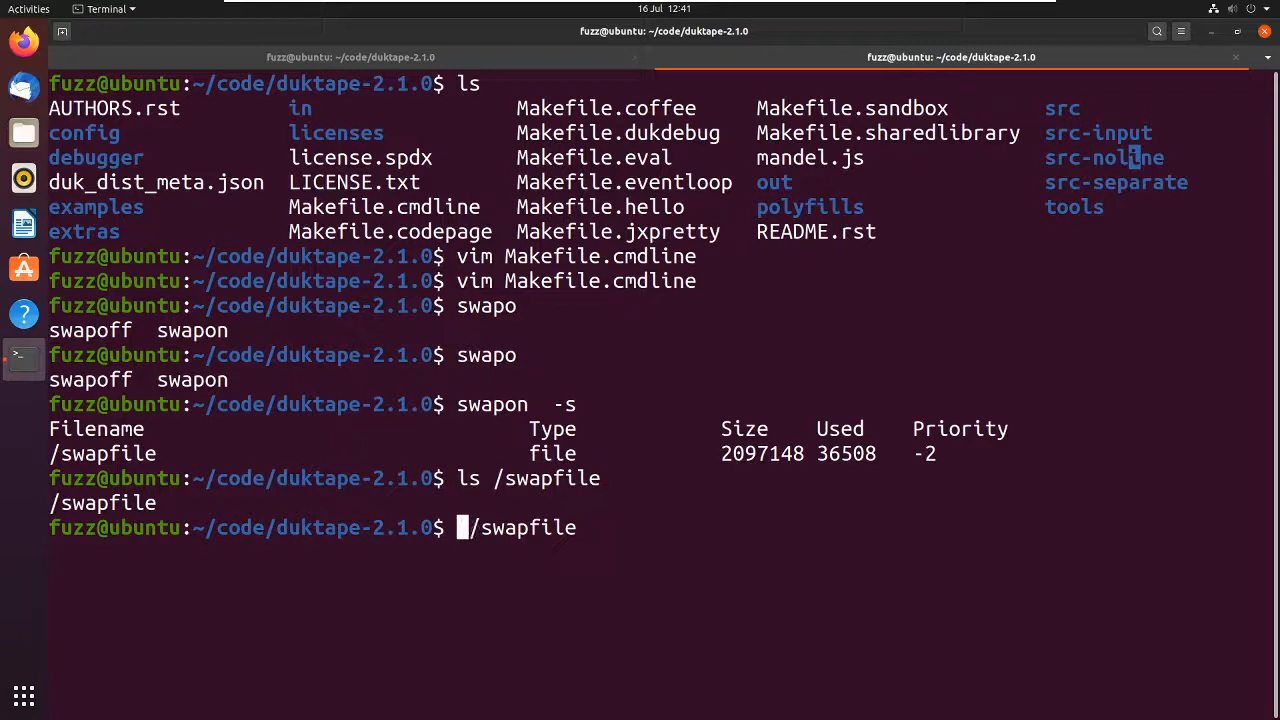 Activities Terminal 16 Jul 12:41
fuzz@ubuntu: ~/code/duktape-2.1.0
fuzz@ubuntu: ~/code/duktape-2.1.0 fuzz@ubuntu: ~/code/duktape-2.1.0
fuzz@ubuntu:~/code/duktape-2.1.0$ ls
AUTHORS.rst in Makefile.coffee Makefile.sandbox src
config licenses Makefile.dukdebug Makefile.sharedlibrary src-input
debugger license.spdx Makefile.eval mandel.js src-noline
duk_dist_meta.json LICENSE.txt Makefile.eventloop out src-separate
examples Makefile.cmdline Makefile.hello polyfills tools
extras Makefile.codepage Makefile.jxpretty README.rst
fuzz@ubuntu:~/code/duktape-2.1.0$ vim Makefile.cmdline
fuzz@ubuntu:~/code/duktape-2.1.0$ vim Makefile.cmdline
fuzz@ubuntu:~/code/duktape-2.1.0$ swapo
swapoff swapon
fuzz@ubuntu:~/code/duktape-2.1.0$ swapo
swapoff swapon
fuzz@ubuntu:~/code/duktape-2.1.0$ swapon -s
Filename Type Size Used Priority
/swapfile file 2097148 36508 -2
fuzz@ubuntu:~/code/duktape-2.1.0$ ls /swapfile
/swapfile
fuzz@ubuntu:~/code/duktape-2.1.0$ /swapfile